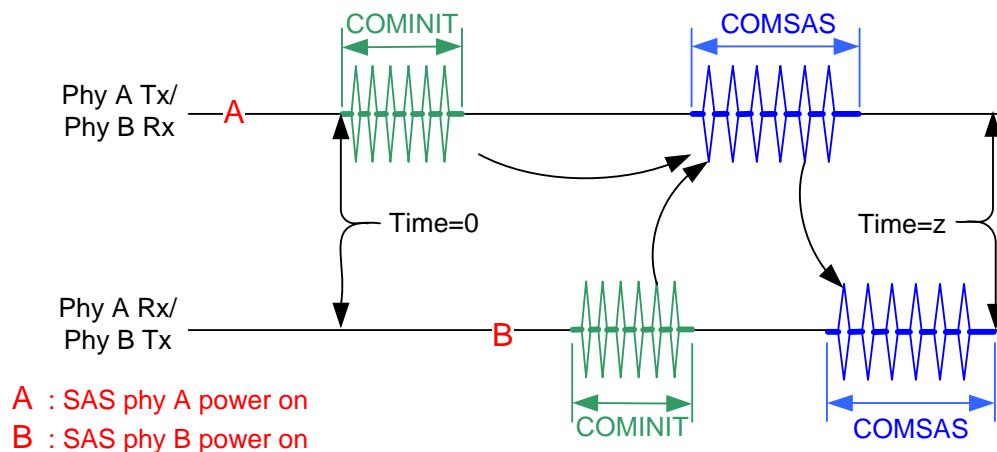 COMINIT
COMSAS
Phy A Tx/
Phy B Rx
A
Time=0
Time=z
Phy A Rx/
Phy B Tx
B
COMINIT
COMSAS
A : SAS phy A power on
B : SAS phy B power on